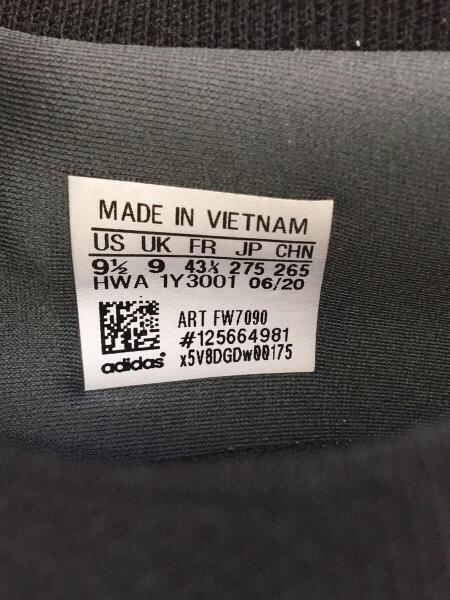 MADE IN VIETNAM
US UK FR JP CHN
9½ 9 43⅓ 275 265
HWA 1Y3001 06/20
ART FW7090
#125664981
adidas x5V8DGDw00175